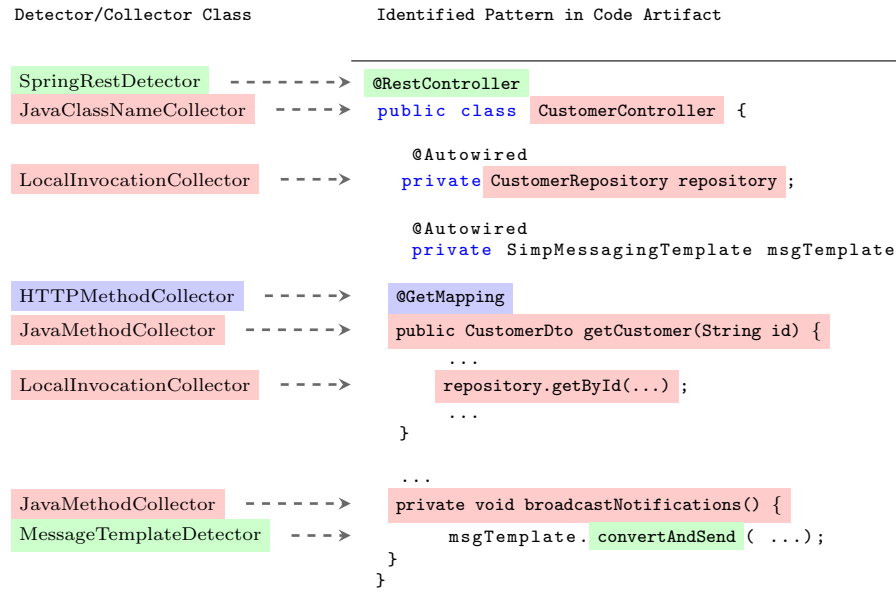 Detector/Collector Class    Identified Pattern in Code Artifact
SpringRestDetector    @RestController
JavaClassNameCollector    public class CustomerController {
@Autowired
LocalInvocationCollector    private CustomerRepository repository ;
@Autowired
private SimpMessagingTemplate msgTemplate
HTTPMethodCollector    @GetMapping
JavaMethodCollector    public CustomerDto getCustomer(String id) {
...
LocalInvocationCollector    repository.getById(...) ;
...
}
...
JavaMethodCollector    private void broadcastNotifications() {
MessageTemplateDetector    msgTemplate. convertAndSend ( ...);
}
}